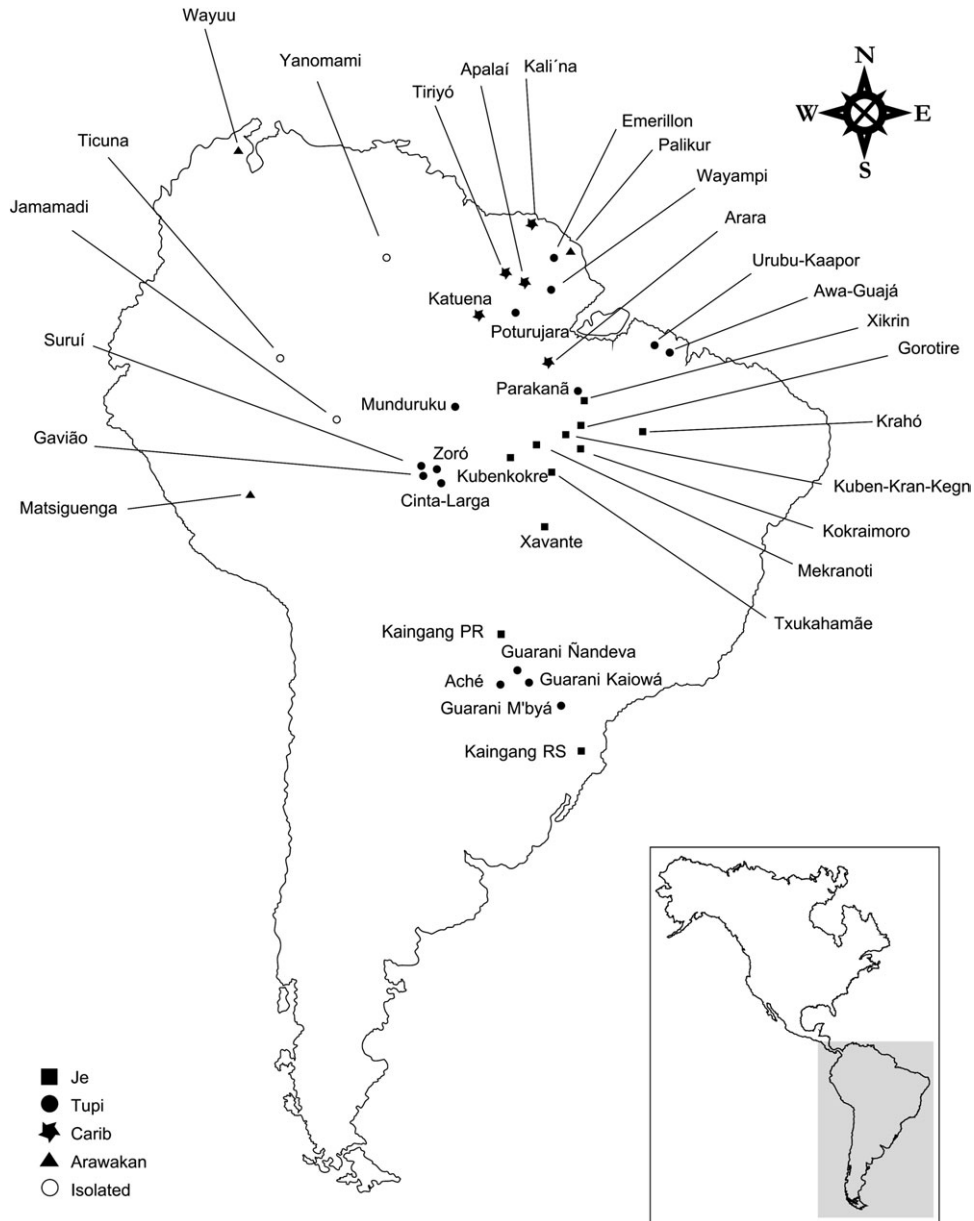 Wayuu
Yanomami
Apalaí
Kali´na
Tiriyó
Emerillon
Ticuna
Palikur
Wayampi
Jamamadi
Arara
Urubu-Kaapor
Awa-Guajá
Katuena
Xikrin
Suruí
Poturujara
Gorotire
Parakanã
Munduruku
Krahó
Gavião
Zoró
Kubenkokre
Kuben-Kran-Kegn
Matsiguenga
Cinta-Larga
Kokraimoro
Xavante
Mekranoti
Txukahamãe
Kaingang PR
Guarani Ñandeva
Aché
Guarani Kaiowá
Guarani M'byá
Kaingang RS
N
W
E
S
Je
Tupi
Carib
Arawakan
Isolated